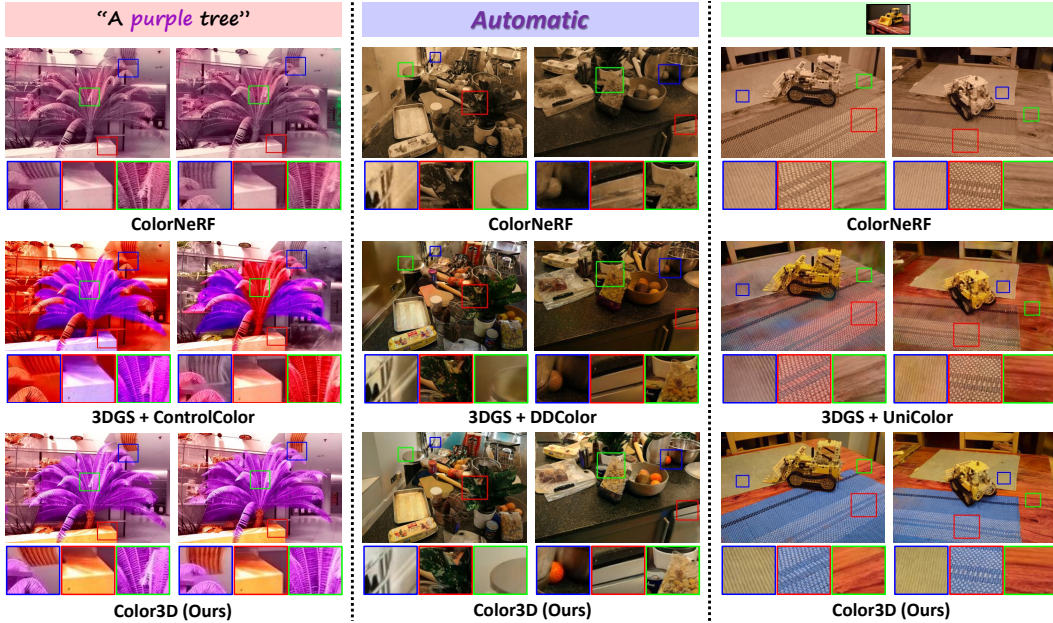 “A purple tree”
Automatic
ColorNeRF
ColorNeRF
ColorNeRF
3DGS + ControlColor
3DGS + DDColor
3DGS + UniColor
Color3D (Ours)
Color3D (Ours)
Color3D (Ours)